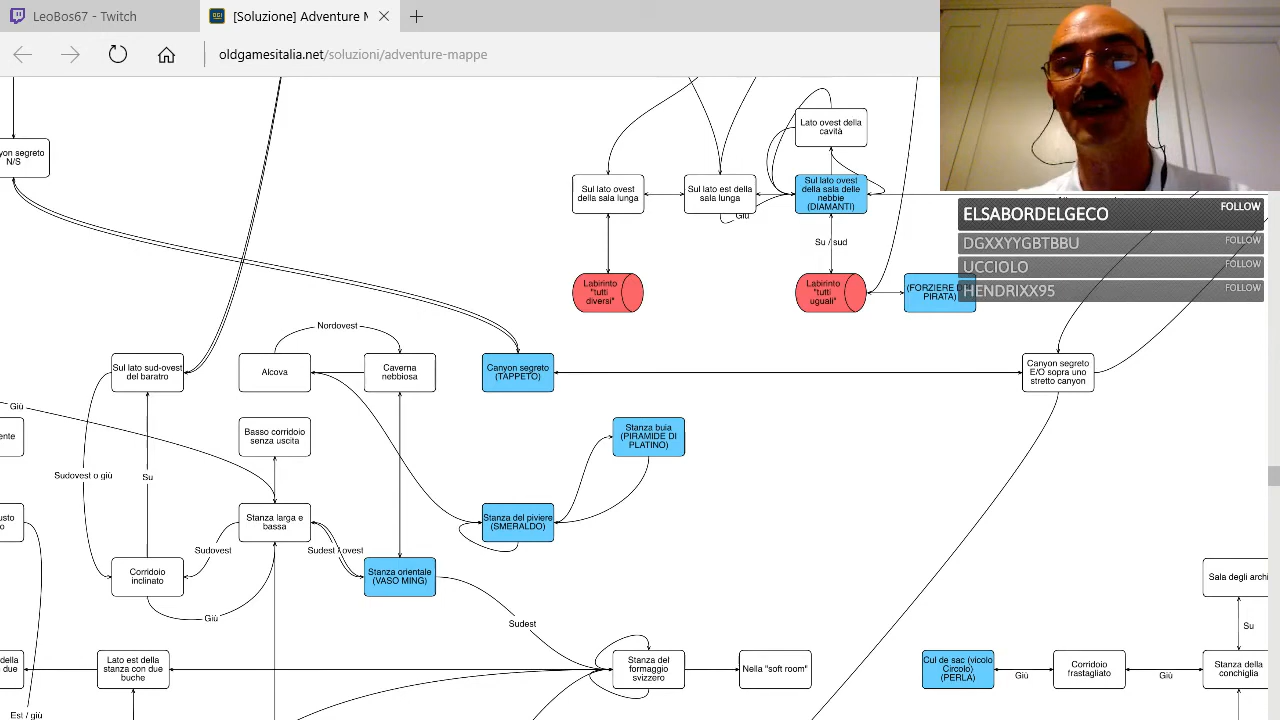 LeoBos67 - Twitch
[Soluzione] Adventure M
oldgamesitalia.net/soluzioni/adventure-mappe
ELSABORDELGECO FOLLOW
DGXXYYGBTBBU FOLLOW
UCCIOLO FOLLOW
HENDRIXX95 FOLLOW
yon segreto
N/S
Lato ovest della
cavità
Sul lato ovest
della sala lunga
Sul lato est della
sala lunga
Giù
Sul lato ovest
della sala delle
nebbie
(DIAMANTI)
Su / sud
Labirinto
"tutti
diversi"
Labirinto
"tutti
uguali"
(FORZIERE D
PIRATA)
Nordovest
Sul lato sud-ovest
del baratro
Alcova
Caverna
nebbiosa
Canyon segreto
(TAPPETO)
Canyon segreto
E/O sopra uno
stretto canyon
Giù
ente
Basso corridoio
senza uscita
Stanza buia
(PIRAMIDE DI
PLATINO)
Sudovest o giù
Su
usto
o
Stanza larga e
bassa
Stanza del piviere
(SMERALDO)
Sudovest
Sudest / ovest
Corridoio
inclinato
Stanza orientale
(VASO MING)
Sala degli archi
Giù
Sudest
Su
della
due
Lato est della
stanza con due
buche
Stanza del
formaggio
svizzero
Nella "soft room"
Cul de sac (vicolo
Circolo)
(PERLA)
Giù
Corridoio
frastagliato
Giù
Stanza della
conchiglia
Est / giù